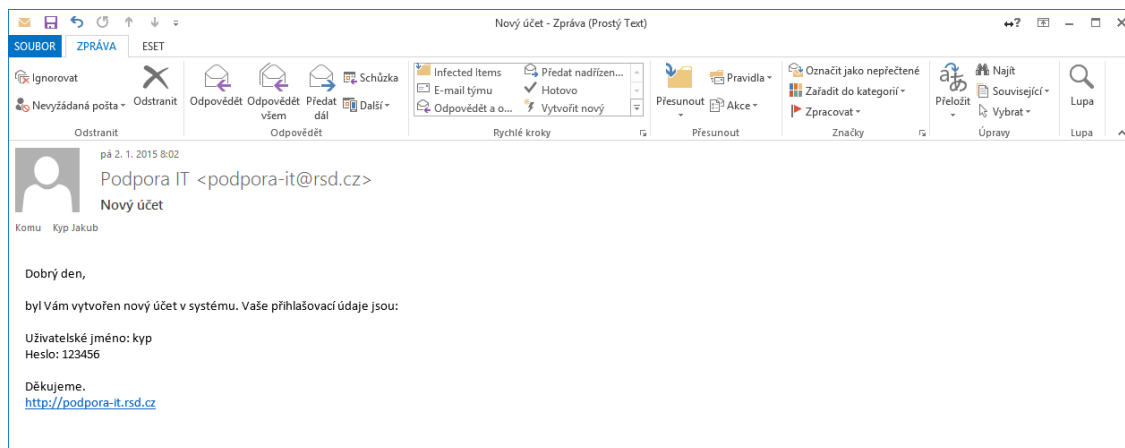 Nový účet - Zpráva (Prostý Text)
SOUBOR ZPRÁVA ESET
Ignorovat
Nevyžádaná pošta
Odstranit
Odstranit
Odpovědět
Odpovědět všem
Předat dál
Schůzka
Další
Odpovědět
Infected Items
E-mail týmu
Odpovědět a o...
Předat nadřízen...
Hotovo
Vytvořit nový
Rychlé kroky
Přesunout
Pravidla
Akce
Přesunout
Označit jako nepřečtené
Zařadit do kategorií
Zpracovat
Značky
Přeložit
Najít
Související
Vybrat
Úpravy
Lupa
Lupa
pá 2. 1. 2015 8:02
Podpora IT <podpora-it@rsd.cz>
Nový účet
Komu Kyp Jakub
Dobrý den,
byl Vám vytvořen nový účet v systému. Vaše přihlašovací údaje jsou:
Uživatelské jméno: kyp
Heslo: 123456
Děkujeme.
http://podpora-it.rsd.cz